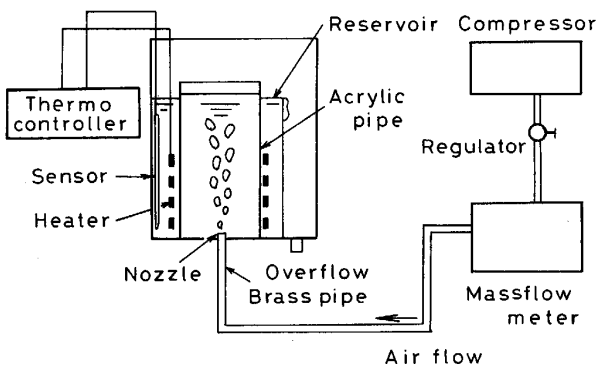 Reservoir
Compressor
Thermo
controller
Acrylic
pipe
Regulator
Sensor
Heater
Nozzle
Overflow
Brass pipe
Massflow
meter
Air flow